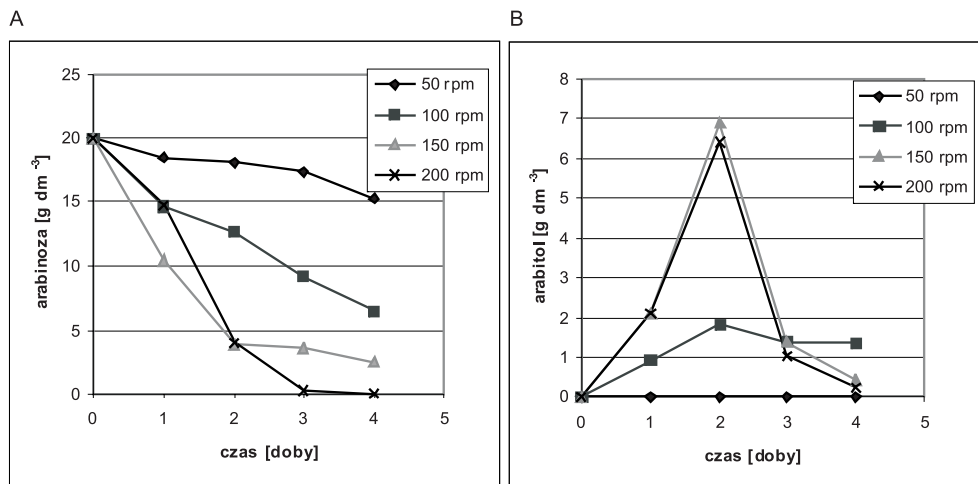 A
arabinoza [g dm -3]
25
20
15
10
5
0
0 1 2 3 4 5
czas [doby]
50 rpm
100 rpm
150 rpm
200 rpm
B
arabitol [g dm -3]
8
7
6
5
4
3
2
1
0
0 1 2 3 4 5
czas [doby]
50 rpm
100 rpm
150 rpm
200 rpm